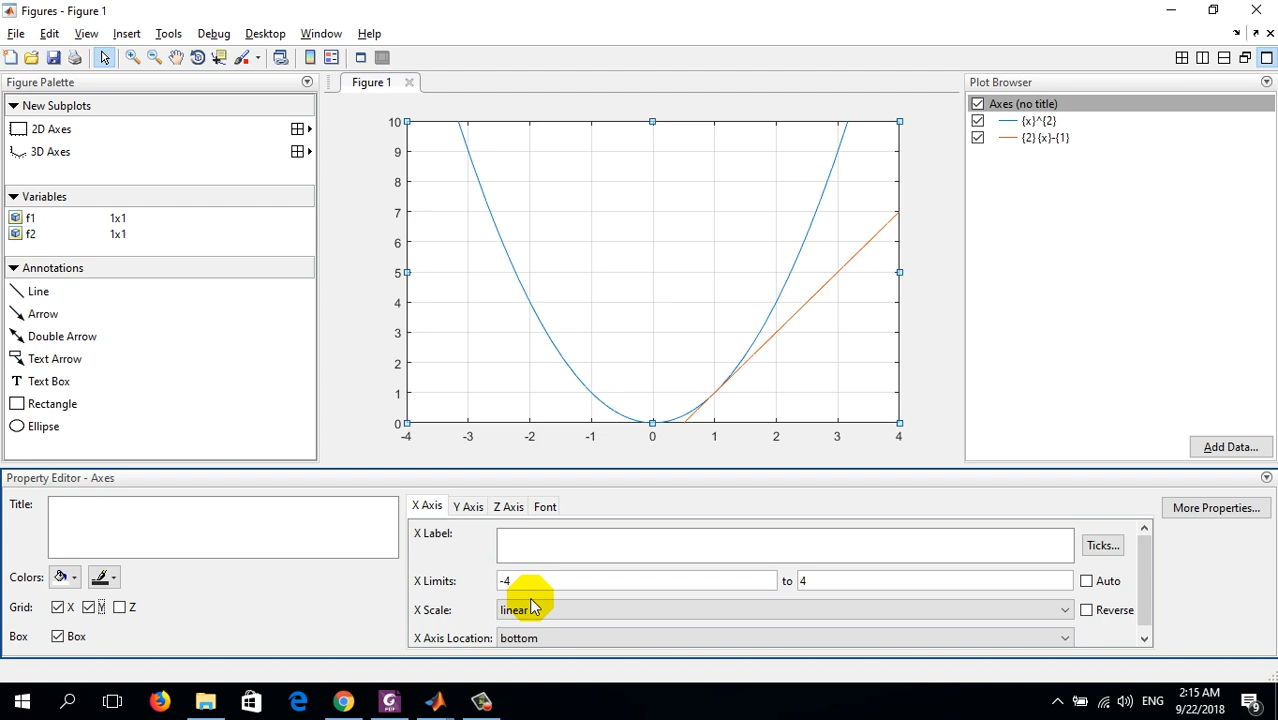 Figures - Figure 1
File Edit View Insert Tools Debug Desktop Window Help
Figure Palette
New Subplots
2D Axes
3D Axes
Variables
f1 1x1
f2 1x1
Annotations
Line
Arrow
Double Arrow
Text Arrow
Text Box
Rectangle
Ellipse
Figure 1
10
9
8
7
6
5
4
3
2
1
0
-4 -3 -2 -1 0 1 2 3 4
Plot Browser
Axes (no title)
{x}^{2}
{2}{x}-{1}
Add Data...
Property Editor - Axes
Title:
Colors:
Grid: X Y Z
Box Box
X Axis Y Axis Z Axis Font
X Label:
Ticks...
X Limits: -4 to 4 Auto
X Scale: linear Reverse
X Axis Location: bottom
More Properties...
ENG
2:15 AM
9/22/2018
9